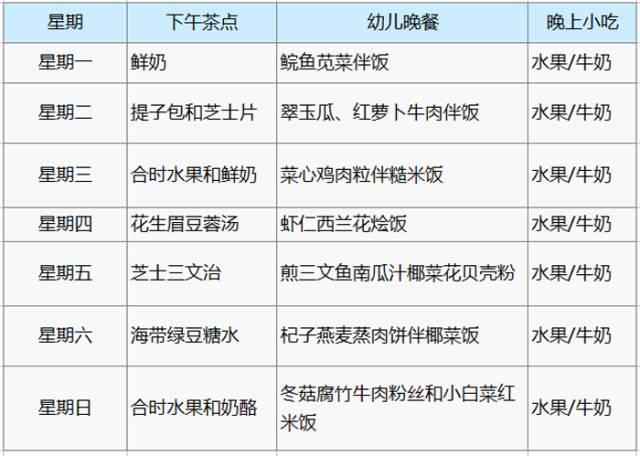 星期 下午茶点 幼儿晚餐 晚上小吃
星期一 鲜奶 鲩鱼苋菜伴饭 水果/牛奶
星期二 提子包和芝士片 翠玉瓜、红萝卜牛肉伴饭 水果/牛奶
星期三 合时水果和鲜奶 菜心鸡肉粒伴糙米饭 水果/牛奶
星期四 花生眉豆蓉汤 虾仁西兰花烩饭 水果/牛奶
星期五 芝士三文治 煎三文鱼南瓜汁椰菜花贝壳粉 水果/牛奶
星期六 海带绿豆糖水 杞子燕麦蒸肉饼伴椰菜饭 水果/牛奶
星期日 合时水果和奶酪 冬菇腐竹牛肉粉丝和小白菜红
米饭 水果/牛奶